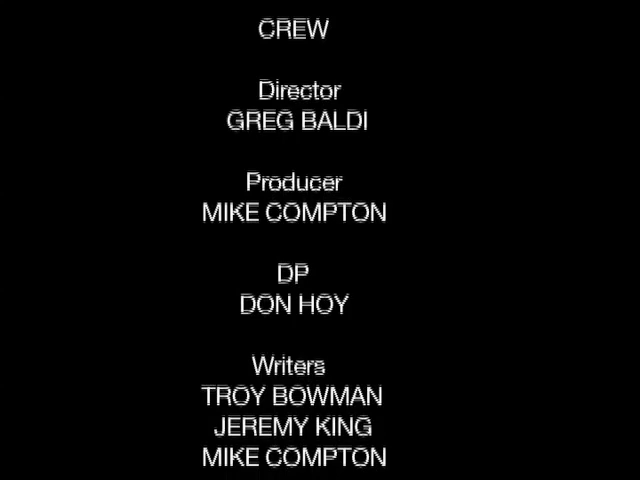 CREW
Director
GREG BALDI
Producer
MIKE COMPTON
DP
DON HOY
Writers
TROY BOWMAN
JEREMY KING
MIKE COMPTON